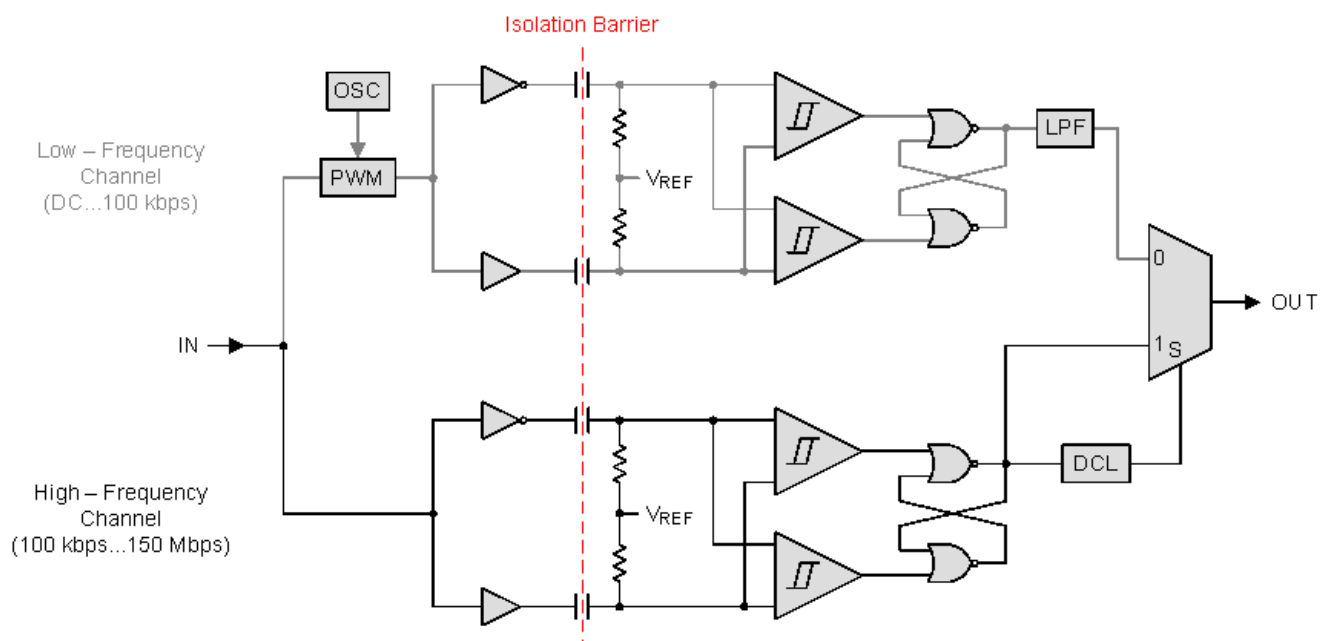 Isolation Barrier
OSC
Low – Frequency
Channel
(DC...100 kbps)
PWM
VREF
LPF
0
OUT
IN
1
S
High – Frequency
Channel
(100 kbps...150 Mbps)
VREF
DCL